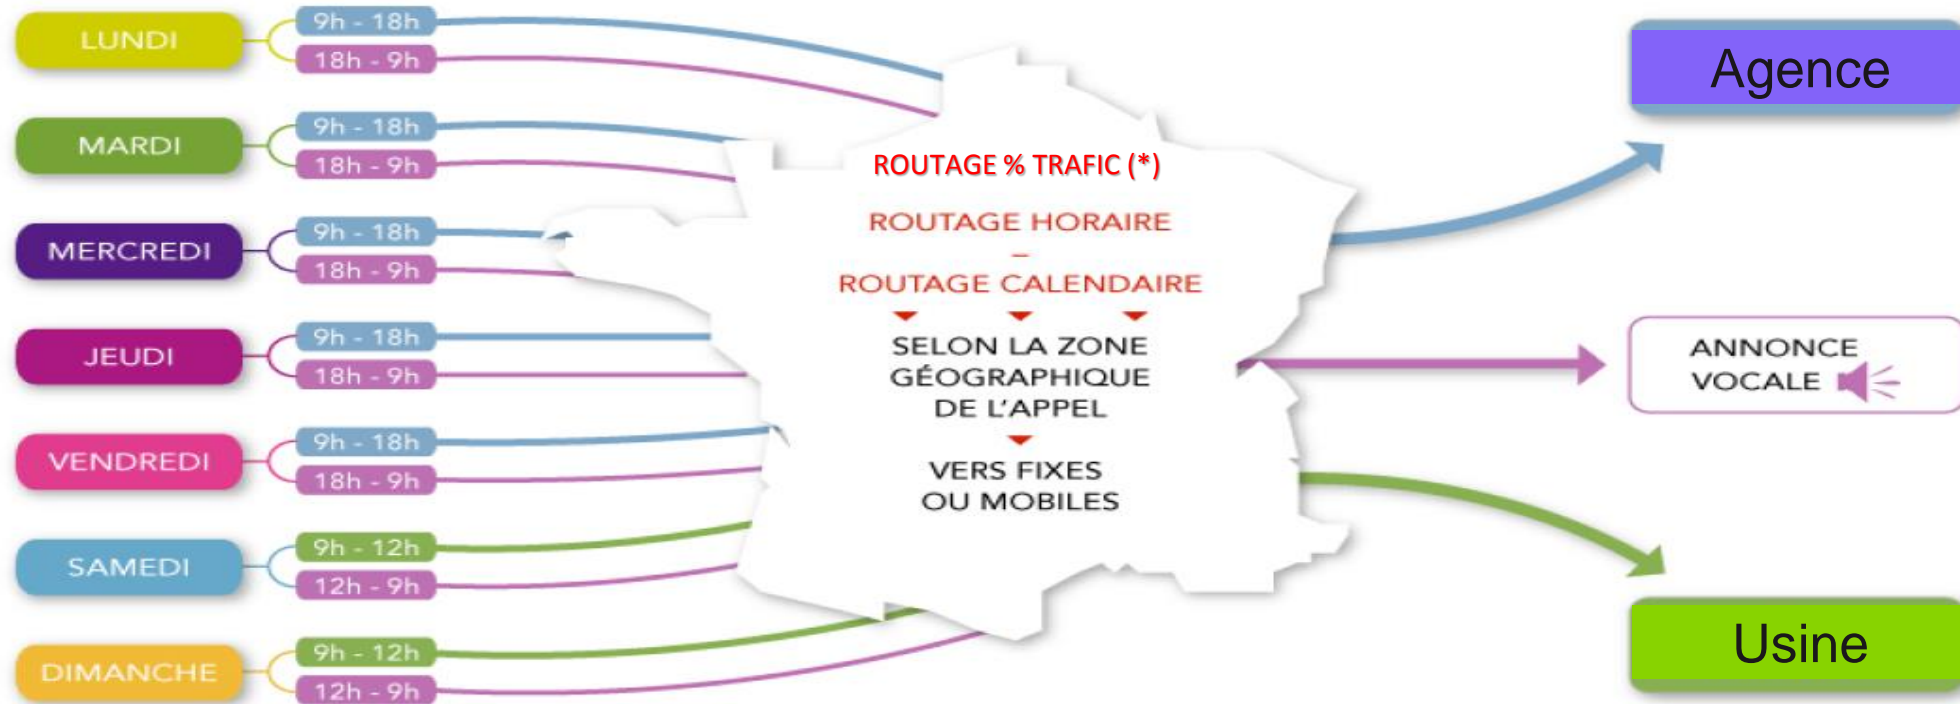 LUNDI
9h - 18h
18h - 9h
MARDI
9h - 18h
18h - 9h
MERCREDI
9h - 18h
18h - 9h
JEUDI
9h - 18h
18h - 9h
VENDREDI
9h - 18h
18h - 9h
SAMEDI
9h - 12h
12h - 9h
DIMANCHE
9h - 12h
12h - 9h
ROUTAGE % TRAFIC (*)
ROUTAGE HORAIRE
–
ROUTAGE CALENDAIRE
SELON LA ZONE
GÉOGRAPHIQUE
DE L'APPEL
VERS FIXES
OU MOBILES
Agence
ANNONCE
VOCALE
Usine